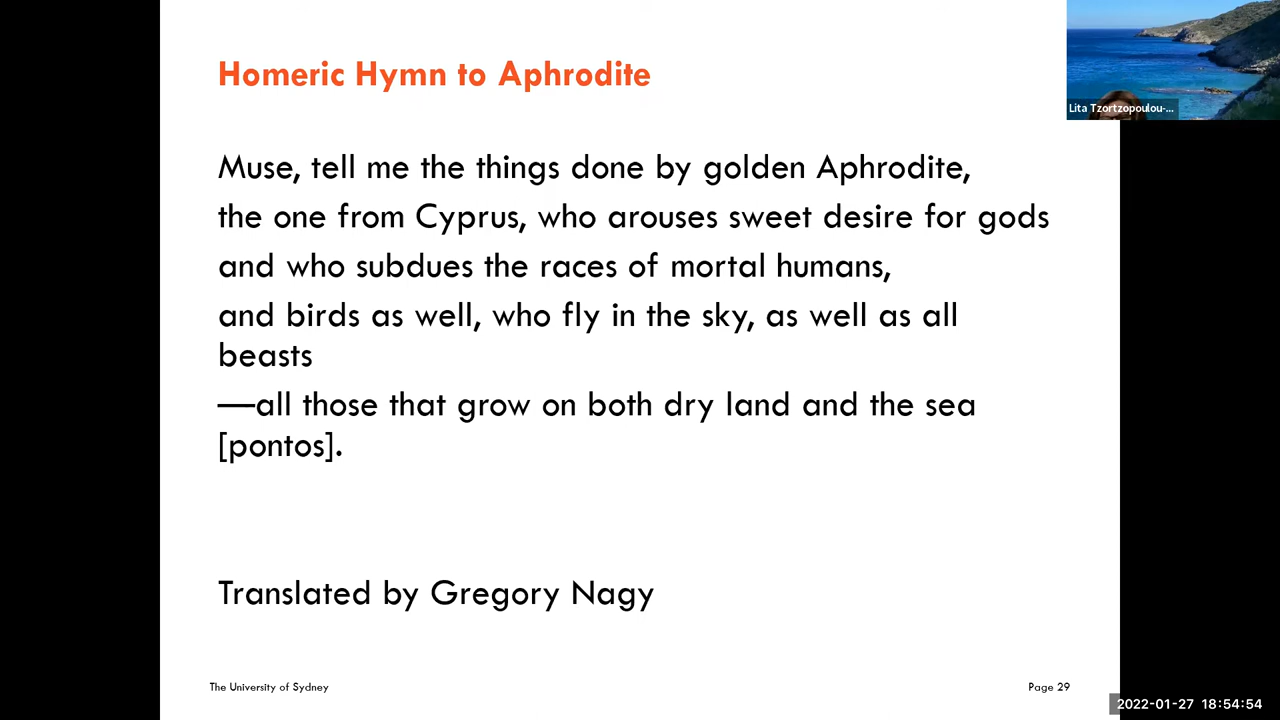 Homeric Hymn to Aphrodite
Lita Tzortzopoulou-...
Muse, tell me the things done by golden Aphrodite,
the one from Cyprus, who arouses sweet desire for gods
and who subdues the races of mortal humans,
and birds as well, who fly in the sky, as well as all
beasts
—all those that grow on both dry land and the sea
[pontos].
Translated by Gregory Nagy
The University of Sydney
Page 29
2022-01-27 18:54:54